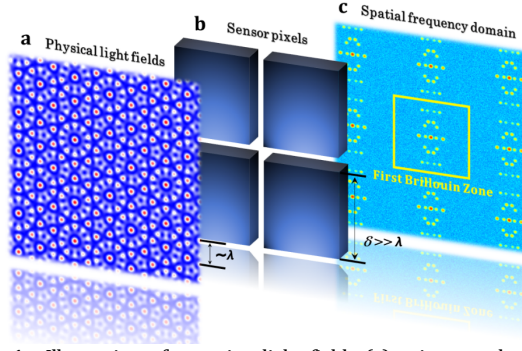 a
Physical light fields
b
Sensor pixels
c
Spatial frequency domain
First Brillouin Zone
~λ
δ>> λ